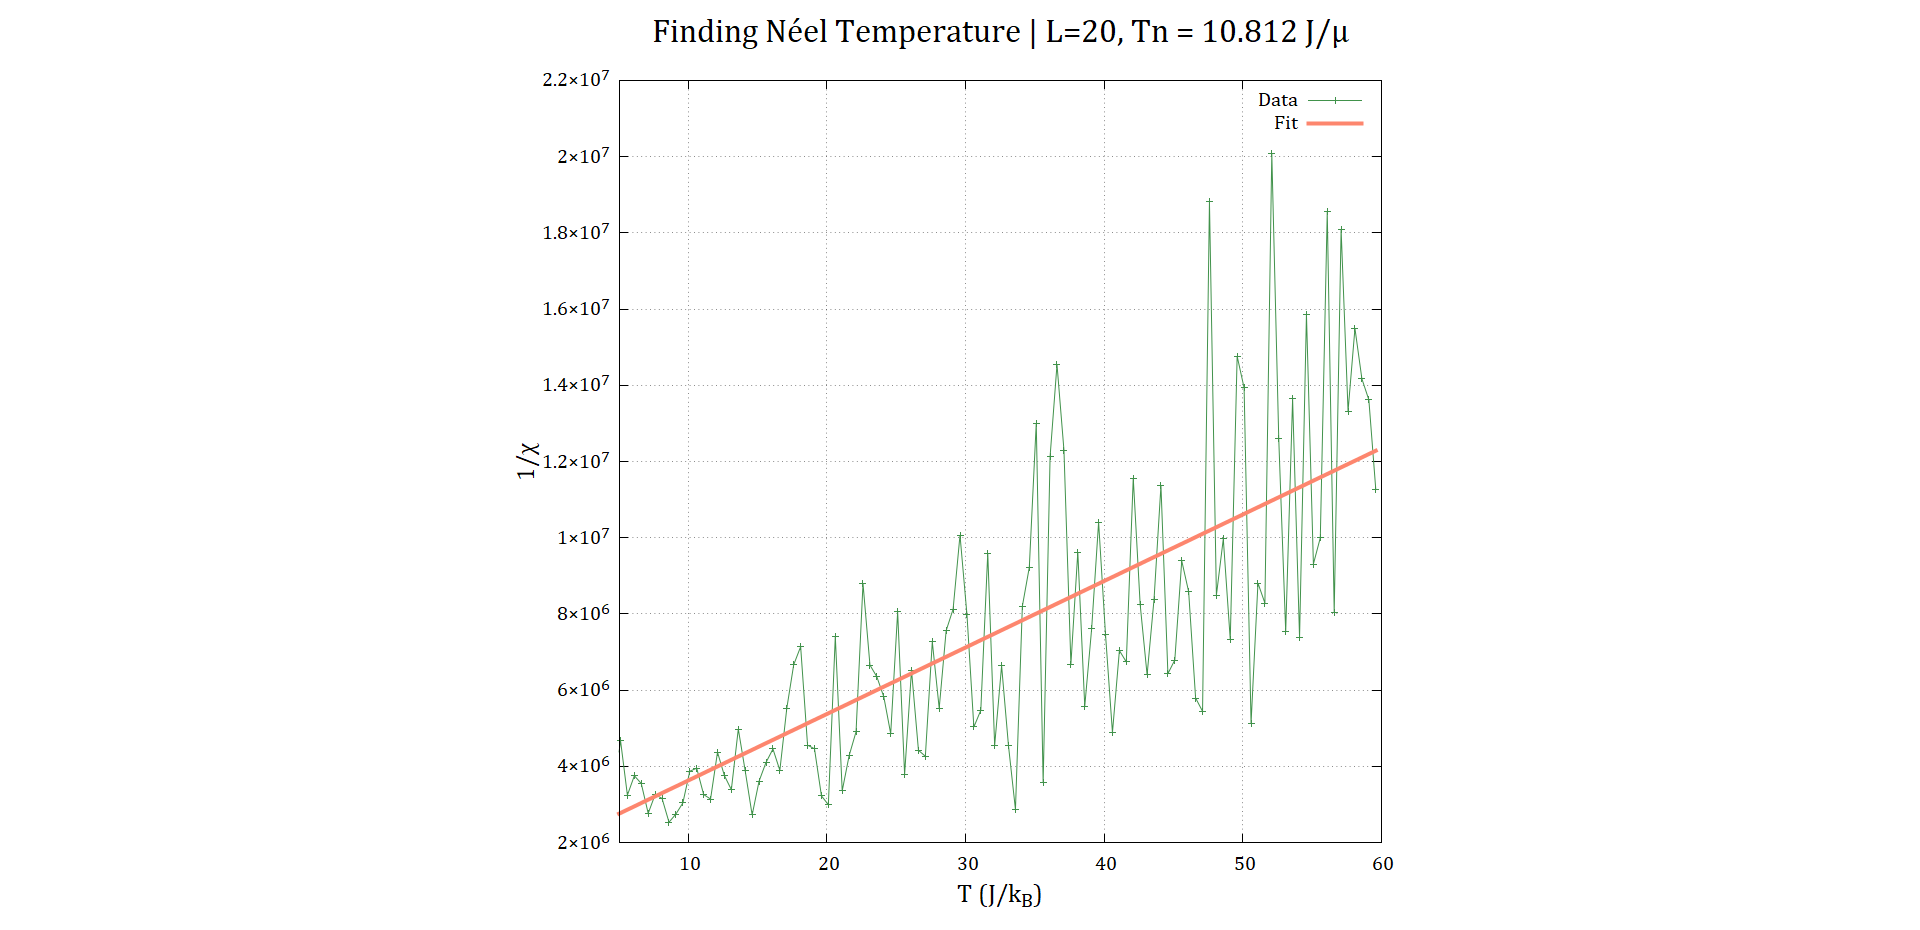 Finding Néel Temperature | L=20, Tn = 10.812 J/μ
2.2×10⁷
2×10⁷
1.8×10⁷
1.6×10⁷
1.4×10⁷
1.2×10⁷
1×10⁷
8×10⁶
6×10⁶
4×10⁶
2×10⁶
1/χ
Data
Fit
10 20 30 40 50 60
T (J/k_B)